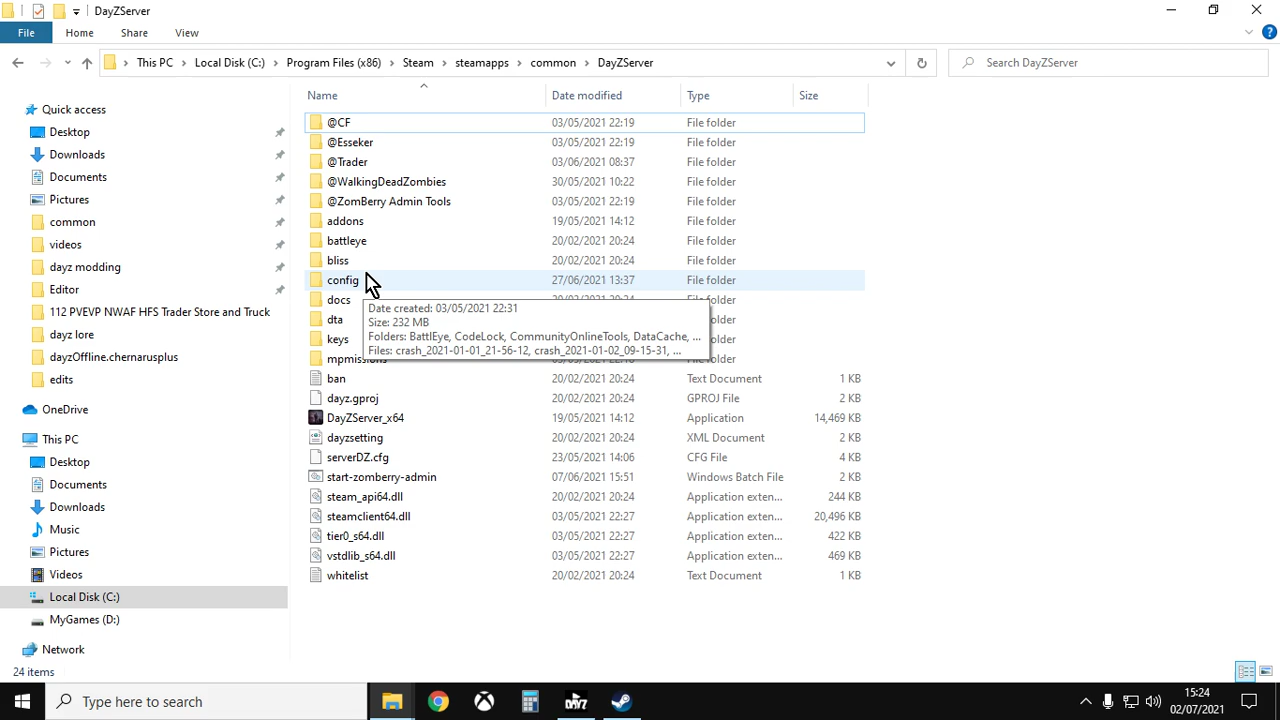 DayZServer
File Home Share View
This PC Local Disk (C:) Program Files (x86) Steam steamapps common DayZServer
Search DayZServer
Name Date modified Type Size
Quick access
Desktop
Downloads
Documents
Pictures
common
videos
dayz modding
Editor
112 PVEVP NWAF HFS Trader Store and Truck
dayz lore
dayzOffline.chernarusplus
edits
OneDrive
This PC
Desktop
Documents
Downloads
Music
Pictures
Videos
Local Disk (C:)
MyGames (D:)
Network
@CF 03/05/2021 22:19 File folder
@Esseker 03/05/2021 22:19 File folder
@Trader 03/06/2021 08:37 File folder
@WalkingDeadZombies 30/05/2021 10:22 File folder
@ZomBerry Admin Tools 03/05/2021 22:19 File folder
addons 19/05/2021 14:12 File folder
battleye 20/02/2021 20:24 File folder
bliss 20/02/2021 20:24 File folder
config 27/06/2021 13:37 File folder
docs File folder
dta
keys
mpmissions
Date created: 03/05/2021 22:31
Size: 232 MB
Folders: BattlEye, CodeLock, CommunityOnlineTools, DataCache, ...
Files: crash_2021-01-01_21-56-12, crash_2021-01-02_09-15-31, ...
ban 20/02/2021 20:24 Text Document 1 KB
dayz.gproj 20/02/2021 20:24 GPROJ File 2 KB
DayZServer_x64 19/05/2021 14:12 Application 14,469 KB
dayzsetting 20/02/2021 20:24 XML Document 2 KB
serverDZ.cfg 23/05/2021 14:06 CFG File 4 KB
start-zomberry-admin 07/06/2021 15:51 Windows Batch File 2 KB
steam_api64.dll 20/02/2021 20:24 Application exten... 244 KB
steamclient64.dll 03/05/2021 22:27 Application exten... 20,496 KB
tier0_s64.dll 03/05/2021 22:27 Application exten... 422 KB
vstdlib_s64.dll 03/05/2021 22:27 Application exten... 469 KB
whitelist 20/02/2021 20:24 Text Document 1 KB
24 items
Type here to search
15:24
02/07/2021